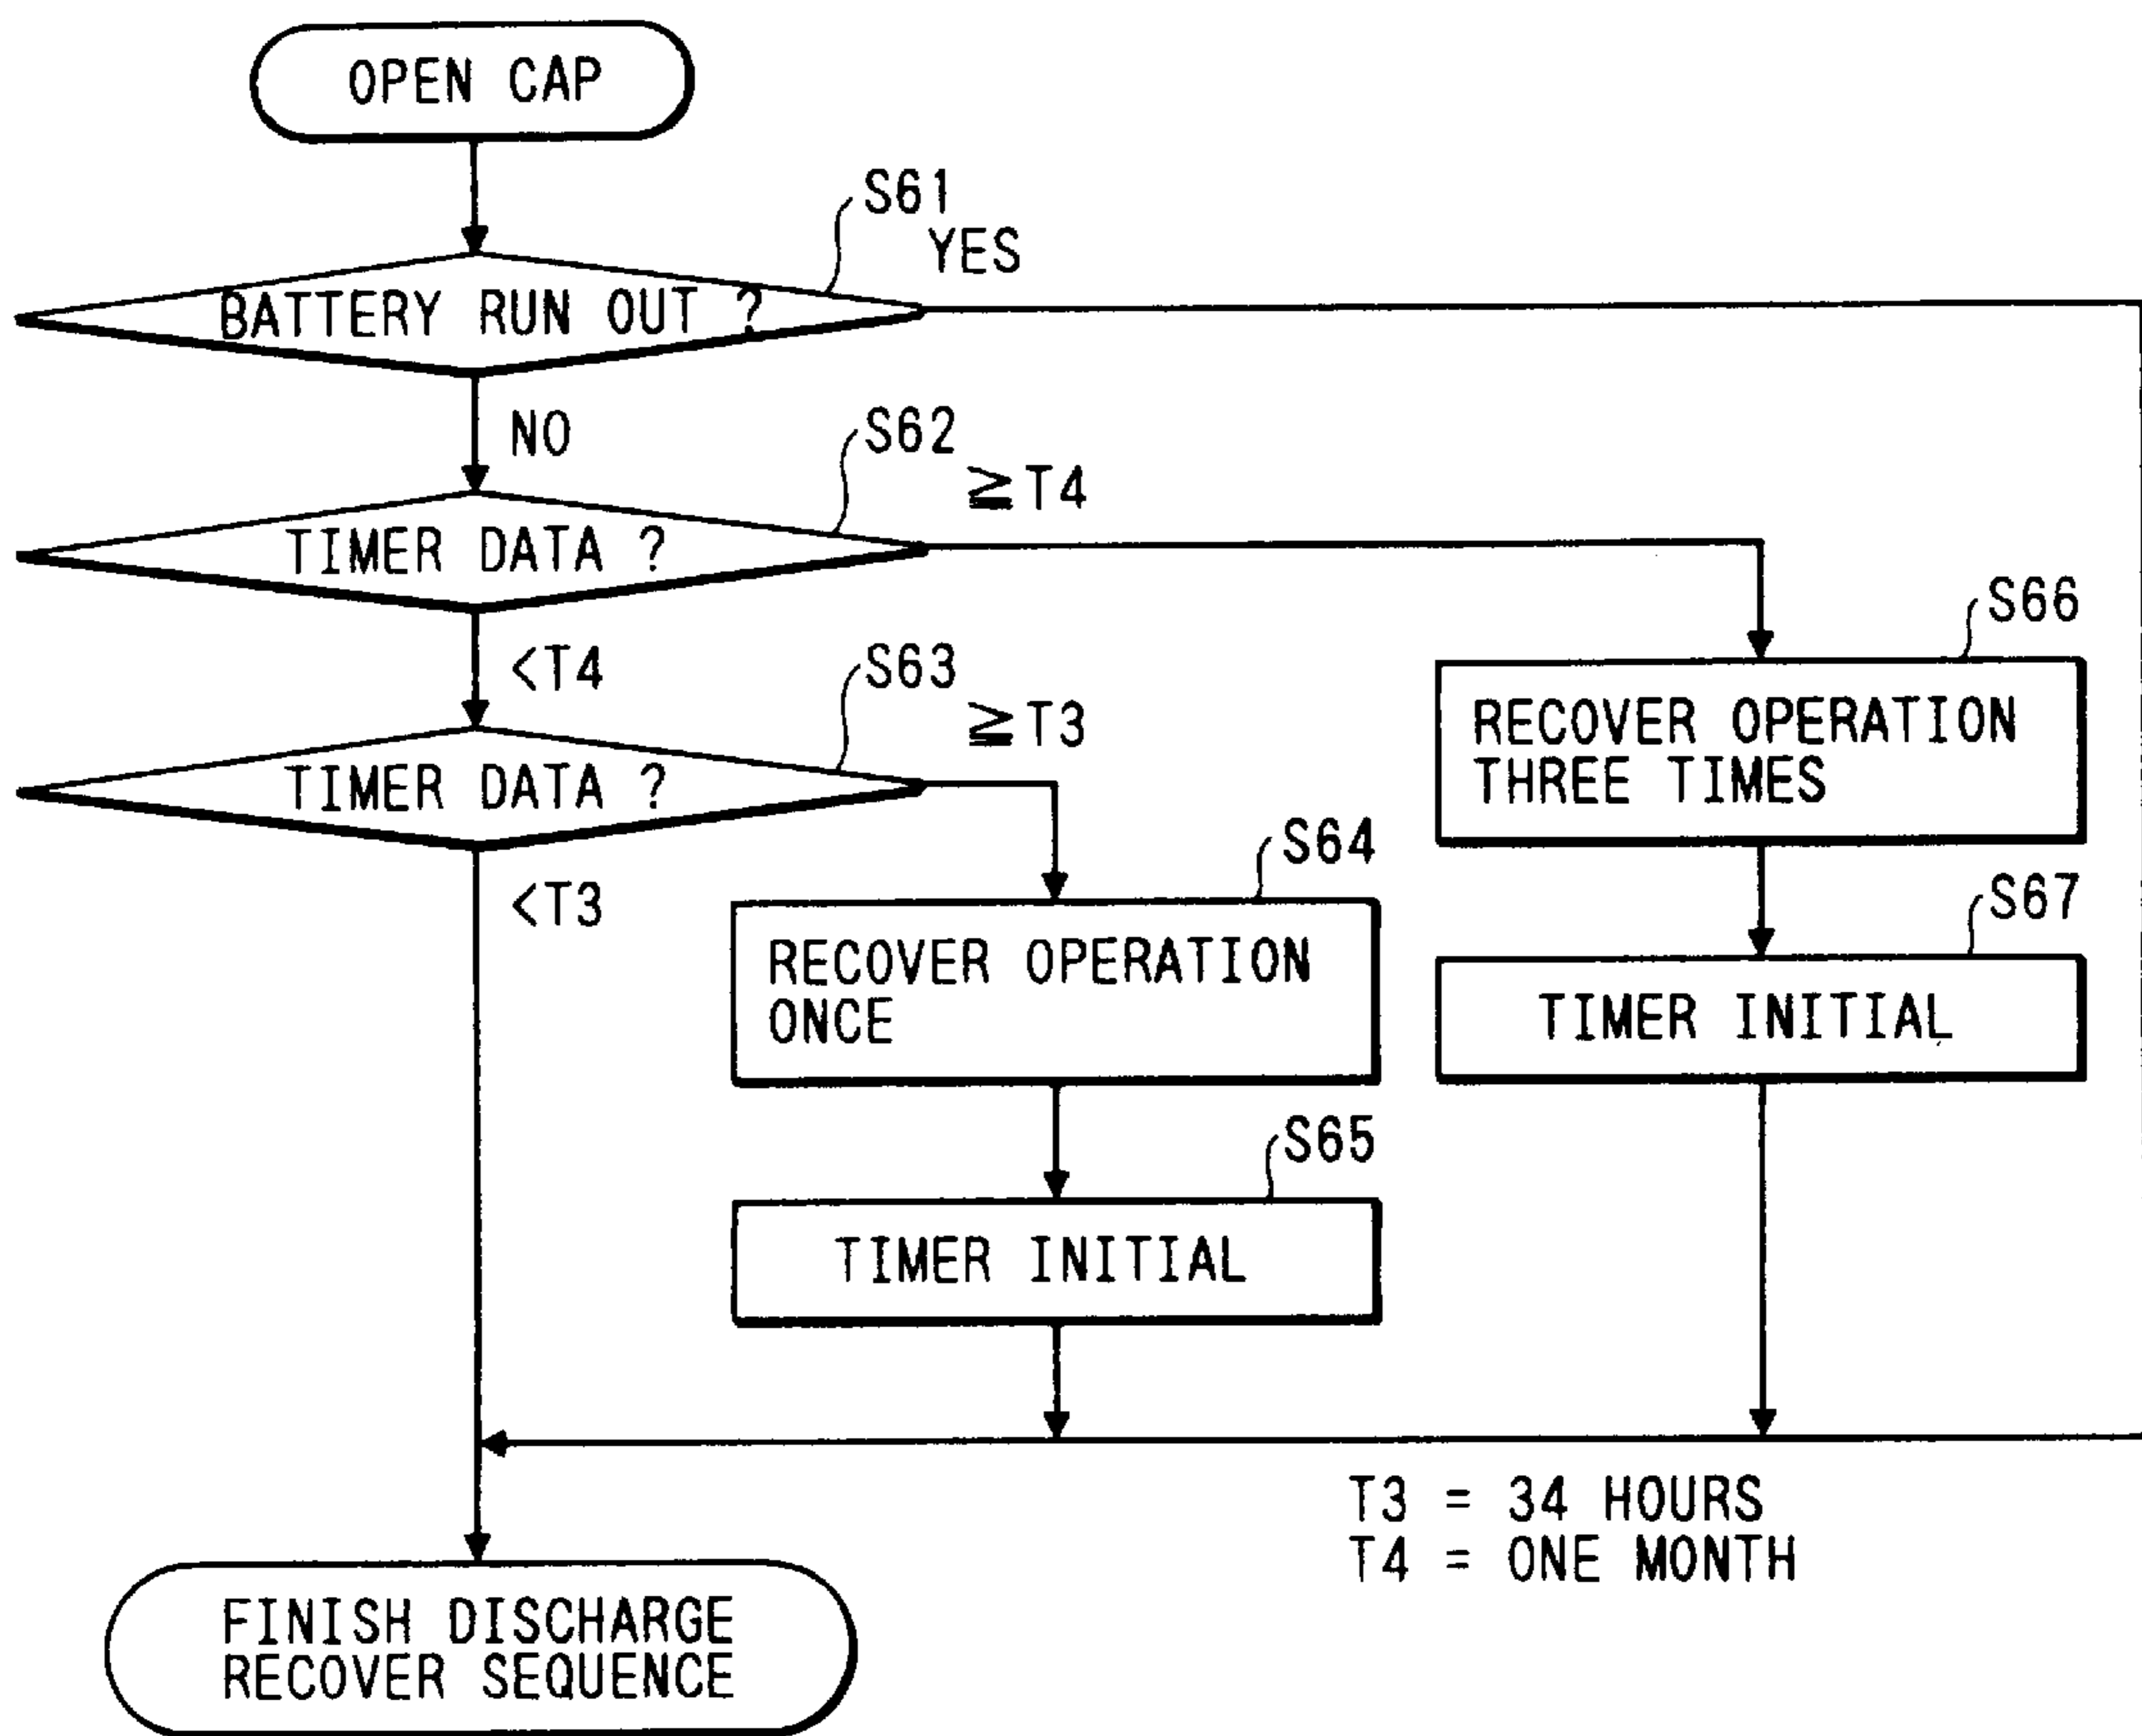 OPEN CAP
S61
YES
BATTERY RUN OUT ?
NO
S62
≧T4
TIMER DATA ?
<T4
S63
≧T3
TIMER DATA ?
<T3
S66
RECOVER OPERATION
THREE TIMES
S64
RECOVER OPERATION
ONCE
S67
TIMER INITIAL
S65
TIMER INITIAL
T3 = 34 HOURS
T4 = ONE MONTH
FINISH DISCHARGE
RECOVER SEQUENCE